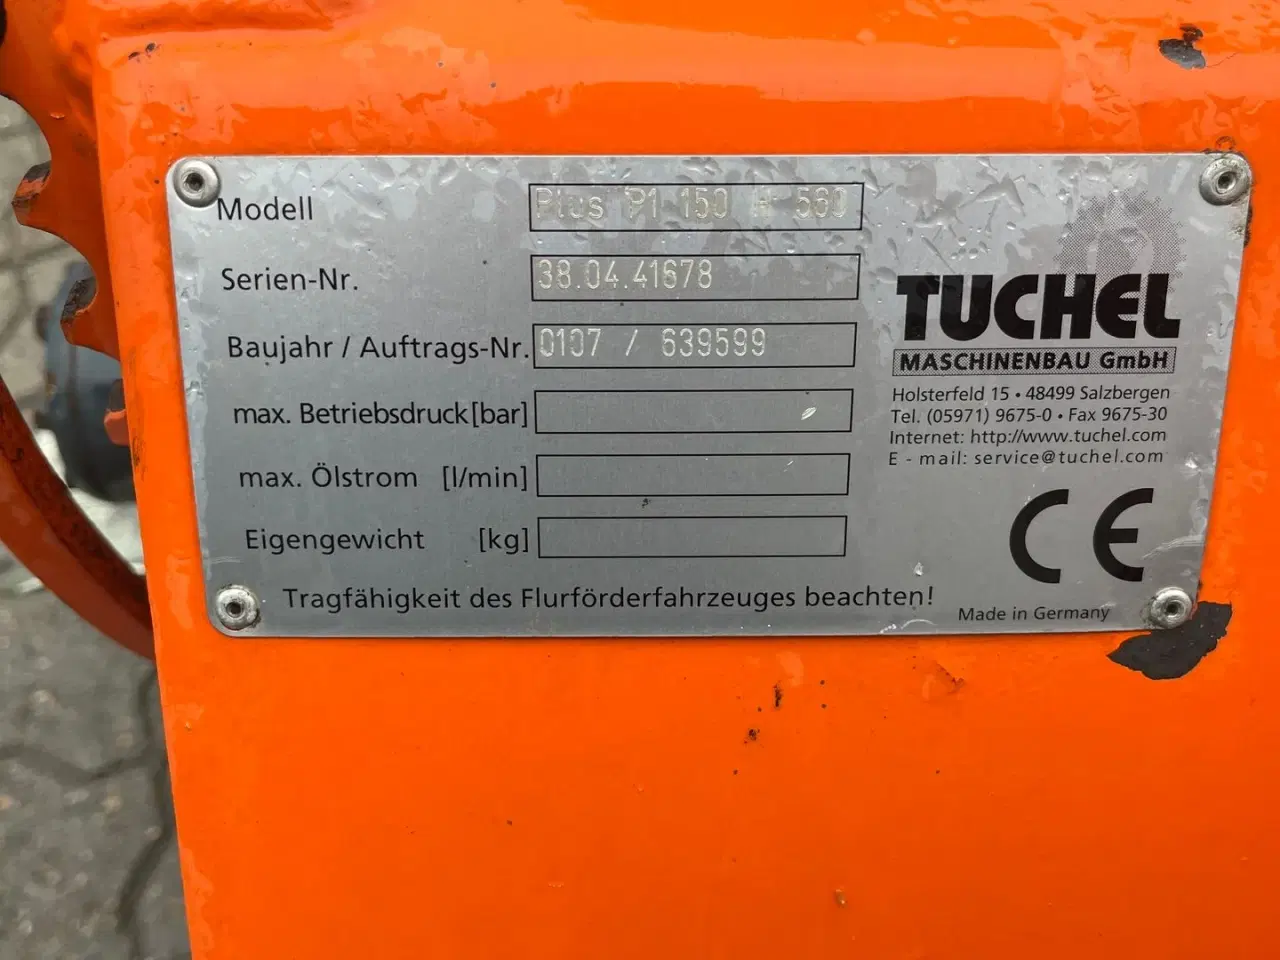 Modell Plus P1 150 H 560
Serien-Nr. 38.04.41678
Baujahr / Auftrags-Nr. 0107 / 639599
max. Betriebsdruck [bar]
max. Ölstrom [l/min]
Eigengewicht [kg]
Tragfähigkeit des Flurförderfahrzeuges beachten!
TUCHEL
MASCHINENBAU GmbH
Holsterfeld 15 • 48499 Salzbergen
Tel. (05971) 9675-0 • Fax 9675-30
Internet: http://www.tuchel.com
E - mail: service@tuchel.com
CE
Made in Germany